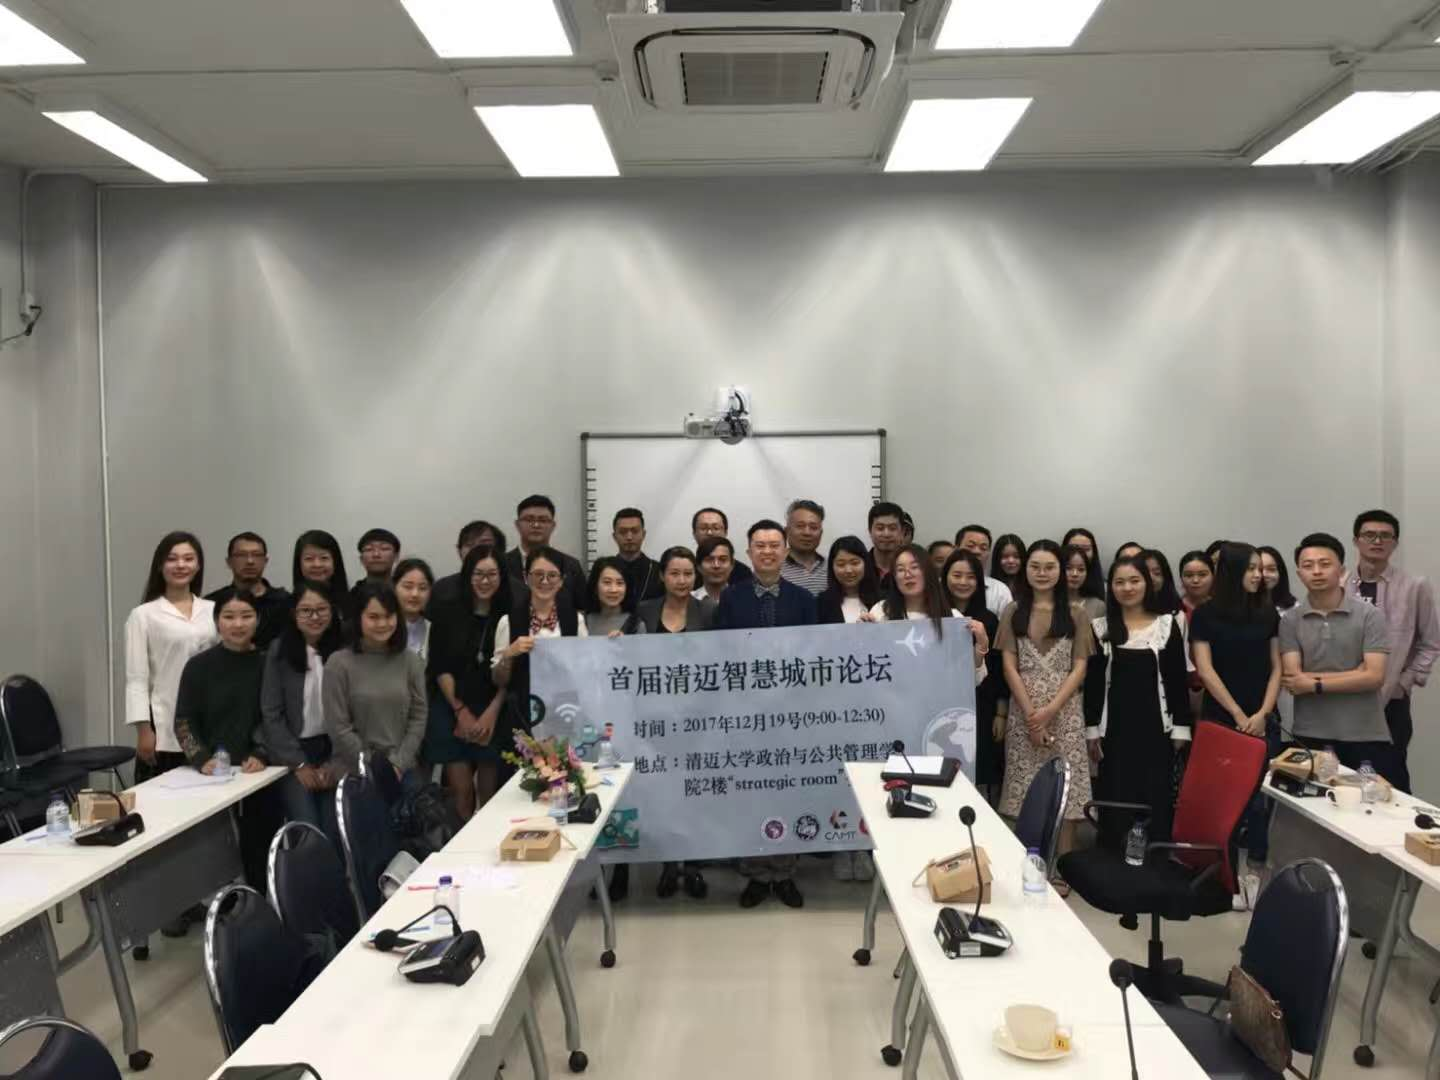 首届清迈智慧城市论坛
时间：2017年12月19号(9:00-12:30)
地点：清迈大学政治与公共管理学
院2楼“strategic room”
CAMT